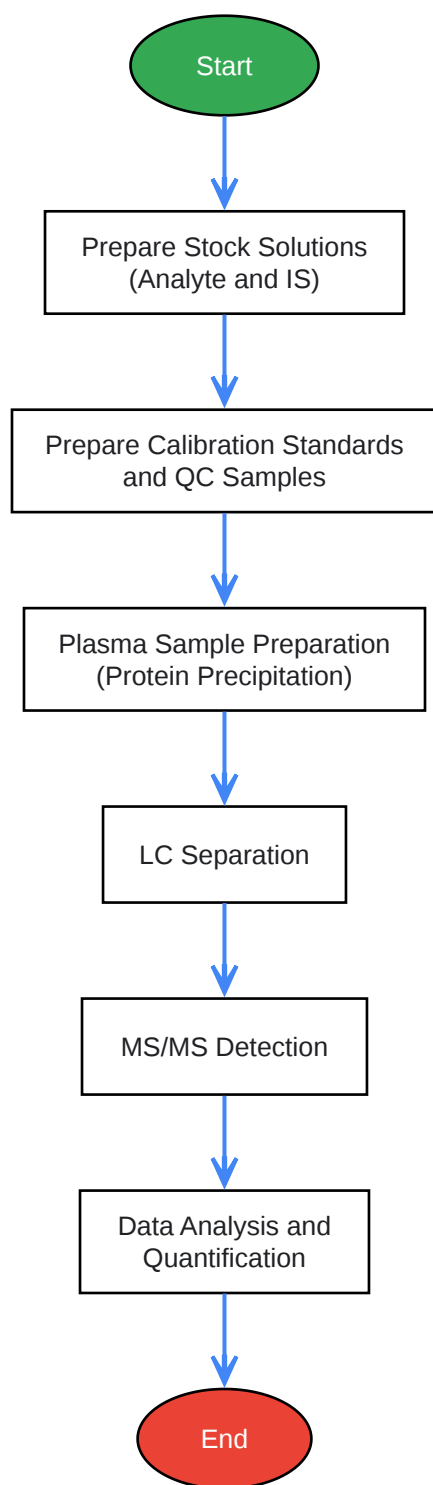 Start
Prepare Stock Solutions
(Analyte and IS)
Prepare Calibration Standards
and QC Samples
Plasma Sample Preparation
(Protein Precipitation)
LC Separation
MS/MS Detection
Data Analysis and
Quantification
End